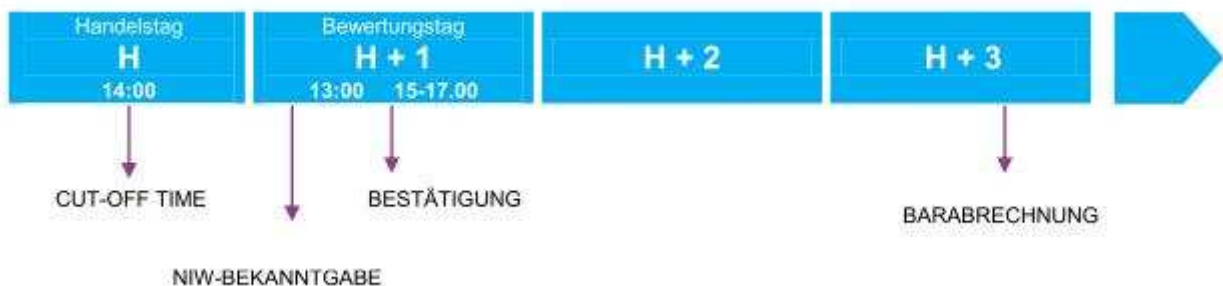 Handelstag
H
14:00
Bewertungstag
H + 1
13:00 15-17.00
H + 2
H + 3
CUT-OFF TIME
BESTÄTIGUNG
BARABRECHNUNG
NIW-BEKANNTGABE